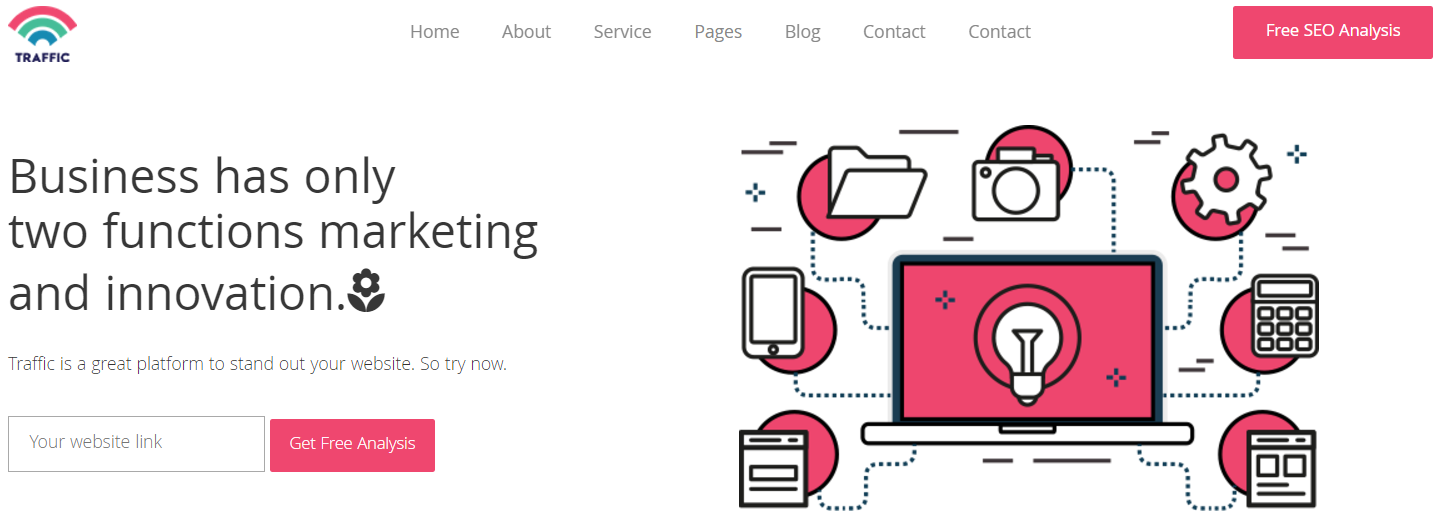 TRAFFIC
Home About Service Pages Blog Contact Contact
Free SEO Analysis
Business has only
two functions marketing
and innovation.
Traffic is a great platform to stand out your website. So try now.
Your website link
Get Free Analysis